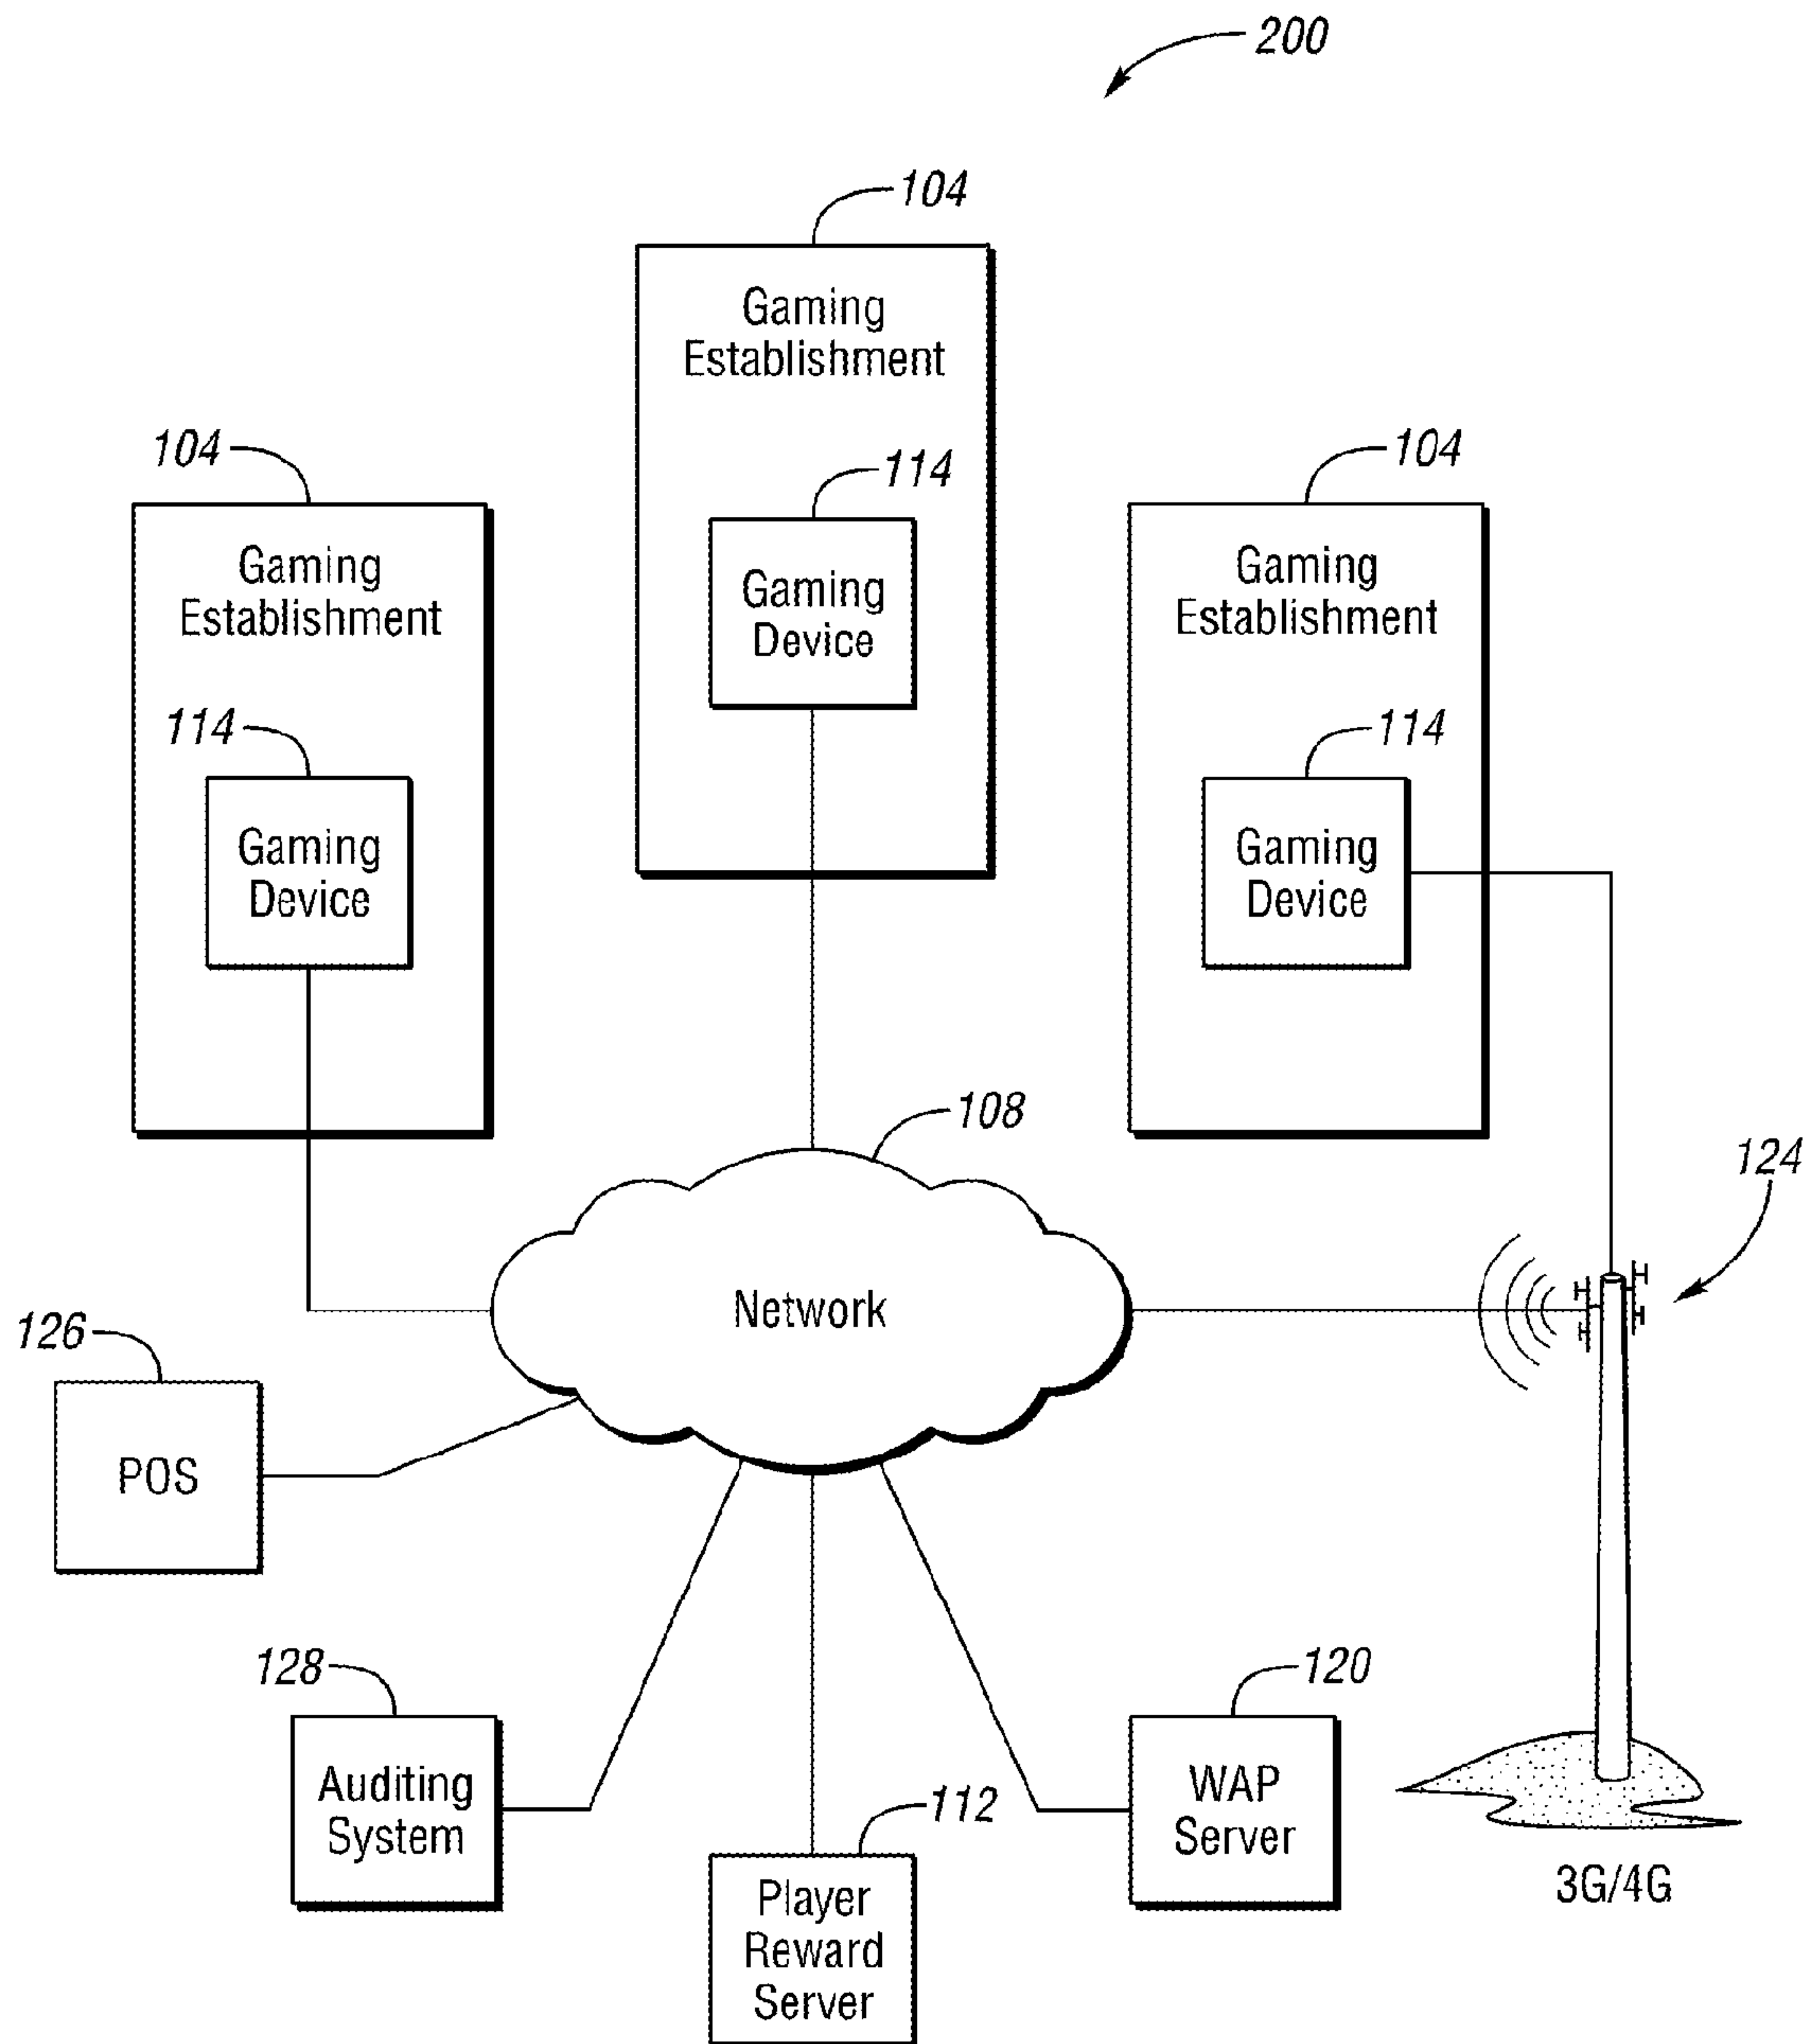 200
104
Gaming
Establishment
114
Gaming
Device
104
Gaming
Establishment
114
Gaming
Device
104
Gaming
Establishment
114
Gaming
Device
108
Network
124
126
POS
128
Auditing
System
112
Player
Reward
Server
120
WAP
Server
3G/4G